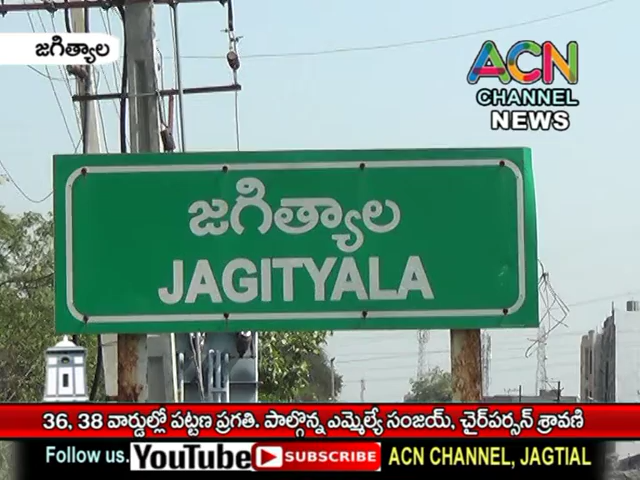 జగిత్యాల
ACN
CHANNEL
NEWS
జగిత్యాల
JAGITYALA
36, 38 వార్డుల్లో పట్టణ ప్రగతి. పాల్గొన్న ఎమ్మెల్యే సంజయ్, చైర్‌పర్సన్ శ్రావణి
Follow us. YouTube SUBSCRIBE ACN CHANNEL, JAGTIAL